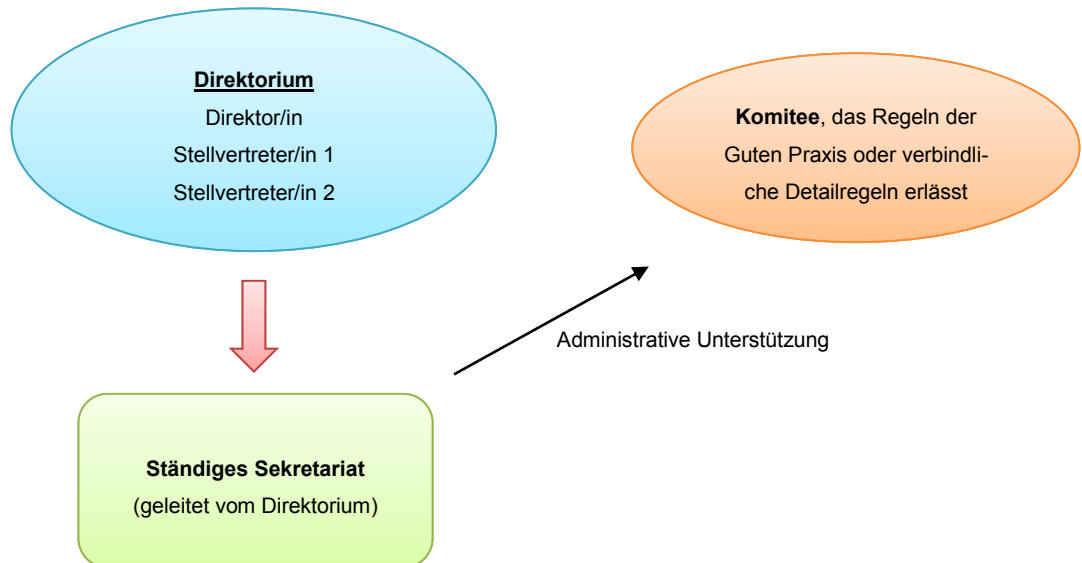 Direktorium
Direktor/in
Stellvertreter/in 1
Stellvertreter/in 2
Komitee, das Regeln der
Guten Praxis oder verbindli-
che Detailregeln erlässt
Administrative Unterstützung
Ständiges Sekretariat
(geleitet vom Direktorium)